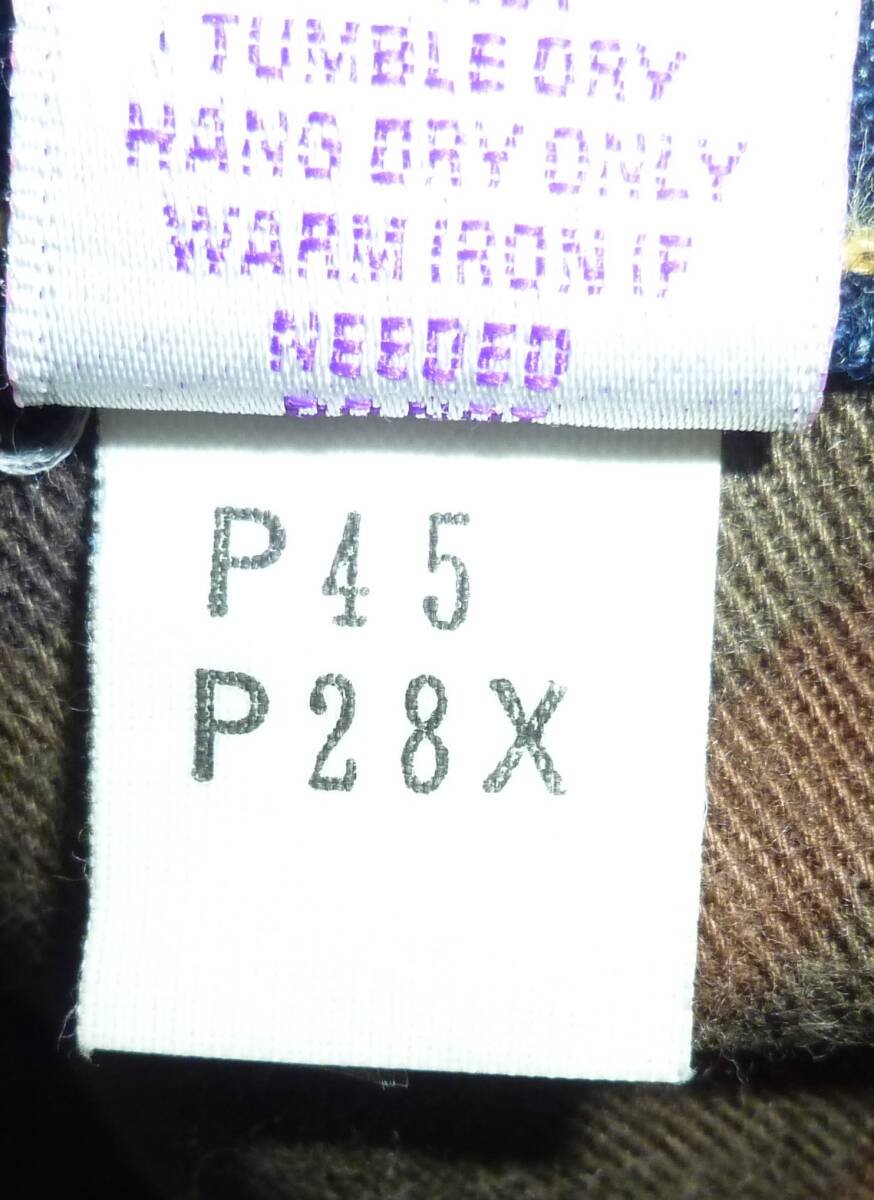 TUMBLE DRY
HANG DRY ONLY
WARM IRON IF
NEEDED
P45
P28X